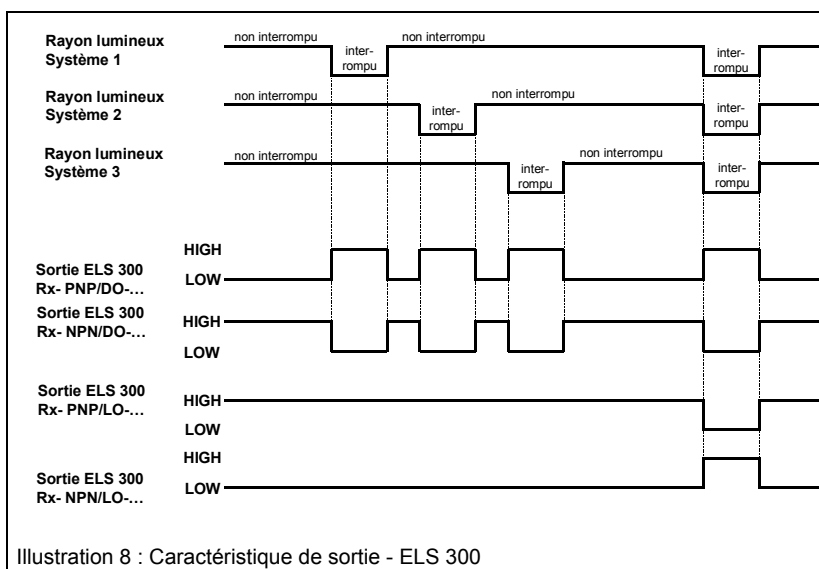 Rayon lumineux
Système 1
non interrompu
inter-
rompu
non interrompu
inter-
rompu
Rayon lumineux
Système 2
non interrompu
inter-
rompu
non interrompu
inter-
rompu
Rayon lumineux
Système 3
non interrompu
inter-
rompu
non interrompu
inter-
rompu
HIGH
Sortie ELS 300
Rx- PNP/DO-...
LOW
Sortie ELS 300
Rx- NPN/DO-...
HIGH
LOW
Sortie ELS 300
Rx- PNP/LO-...
HIGH
LOW
HIGH
Sortie ELS 300
Rx- NPN/LO-...
LOW
Illustration 8 : Caractéristique de sortie - ELS 300